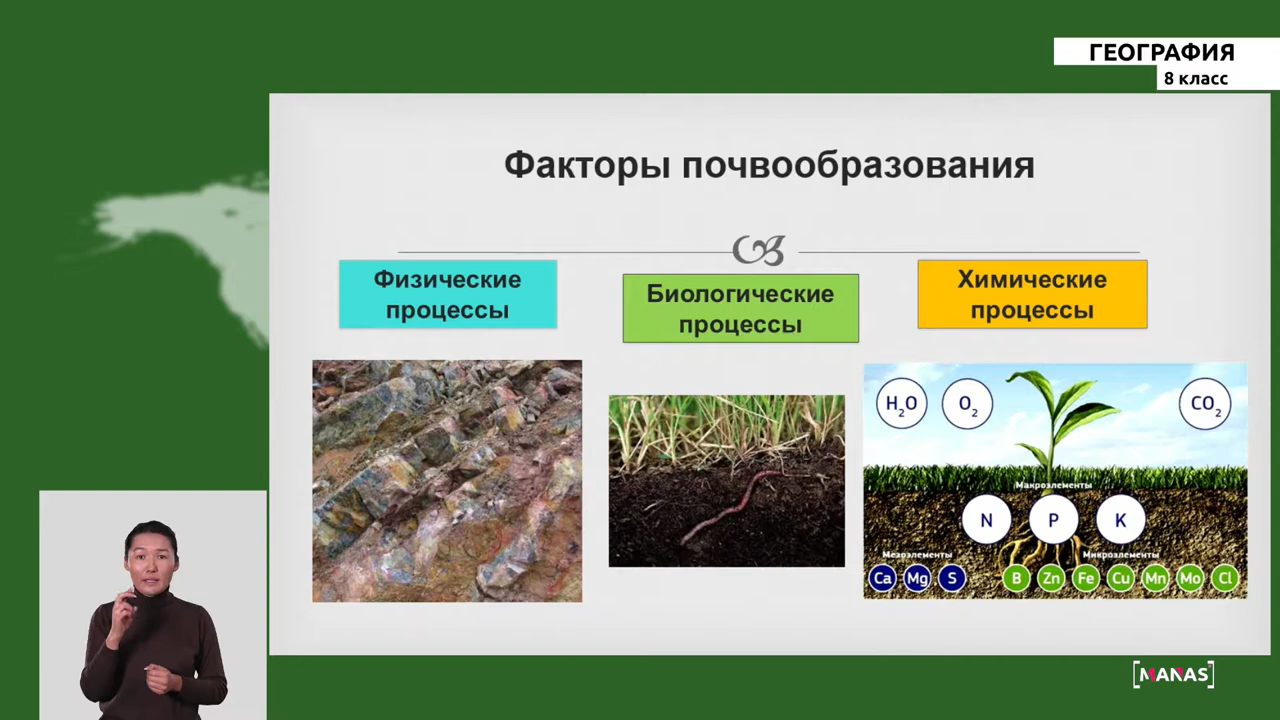 ГЕОГРАФИЯ
8 класс
Факторы почвообразования
Физические
процессы
Биологические
процессы
Химические
процессы
H2O
O2
CO2
Макроэлементы
N
P
K
Мезоэлементы
Микроэлементы
Ca
Mg
S
B
Zn
Fe
Cu
Mn
Mo
Cl
[MANAS]